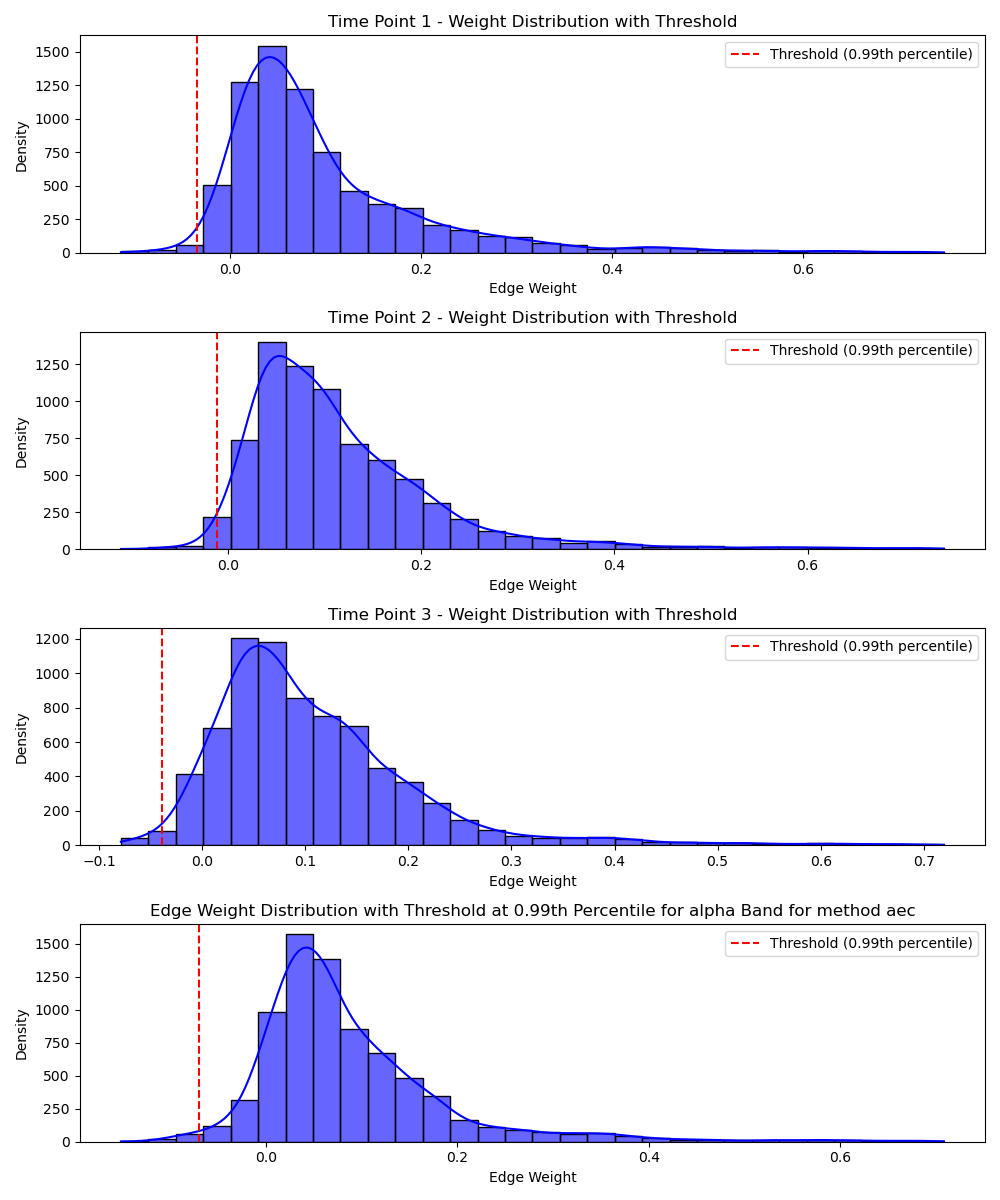 Time Point 1 - Weight Distribution with Threshold
Threshold (0.99th percentile)
1500
1250
1000
750
500
250
0
Density
0.0 0.2 0.4 0.6
Edge Weight
Time Point 2 - Weight Distribution with Threshold
Threshold (0.99th percentile)
1250
1000
750
500
250
0
Density
0.0 0.2 0.4 0.6
Edge Weight
Time Point 3 - Weight Distribution with Threshold
Threshold (0.99th percentile)
1200
1000
800
600
400
200
0
Density
−0.1 0.0 0.1 0.2 0.3 0.4 0.5 0.6 0.7
Edge Weight
Edge Weight Distribution with Threshold at 0.99th Percentile for alpha Band for method aec
Threshold (0.99th percentile)
1500
1250
1000
750
500
250
0
Density
0.0 0.2 0.4 0.6
Edge Weight